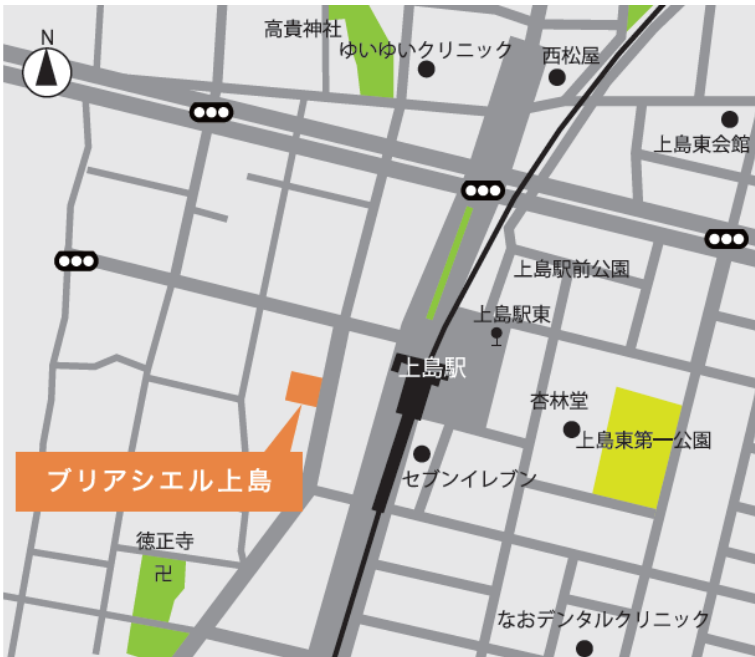 高貴神社
ゆいゆいクリニック
西松屋
N
上島東会館
上島駅前公園
上島駅東
上島駅
杏林堂
上島東第一公園
ブリアシエル上島
セブンイレブン
徳正寺
卍
なおデンタルクリニック